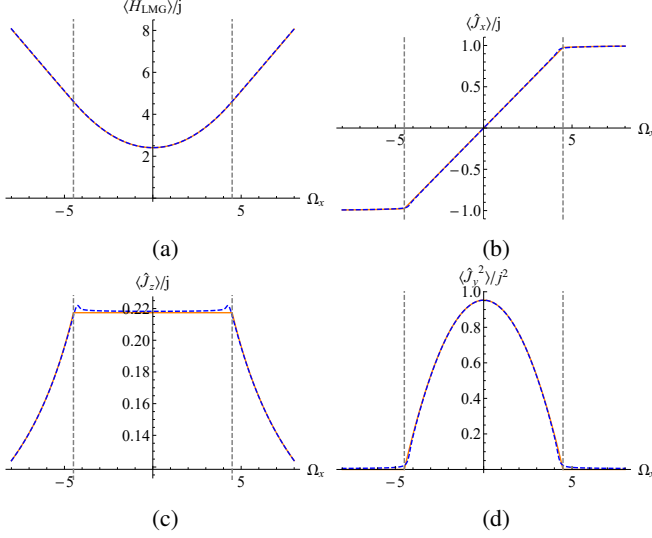 ⟨H_LMG⟩/j
8
6
4
2
−5
5
Ω_x
(a)
⟨Ĵ_x⟩/j
1.0
0.5
−5
5
Ω_x
−0.5
−1.0
(b)
⟨Ĵ_z⟩/j
0.22
0.20
0.18
0.16
0.14
−5
5
Ω_x
(c)
⟨Ĵ_y²⟩/j²
1.0
0.8
0.6
0.4
0.2
−5
5
Ω_x
(d)